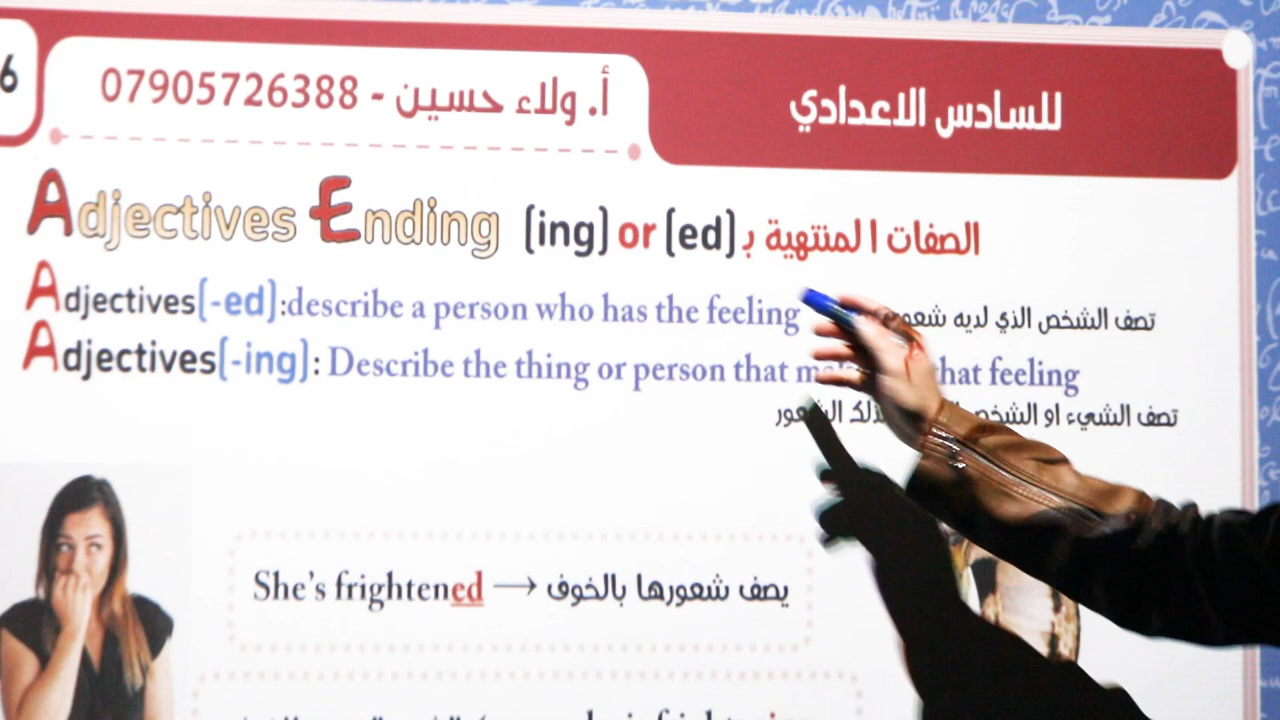 6
أ. ولاء حسين - 07905726388
للسادس الاعدادي
Adjectives Ending (ing) or (ed) الصفات المنتهية بـ
Adjectives(-ed):describe a person who has the feeling تصف الشخص الذي لديه
Adjectives(-ing): Describe the thing or person that that feeling
تصف الشيء او الشخص
She's frightened → يصف شعورها بالخوف